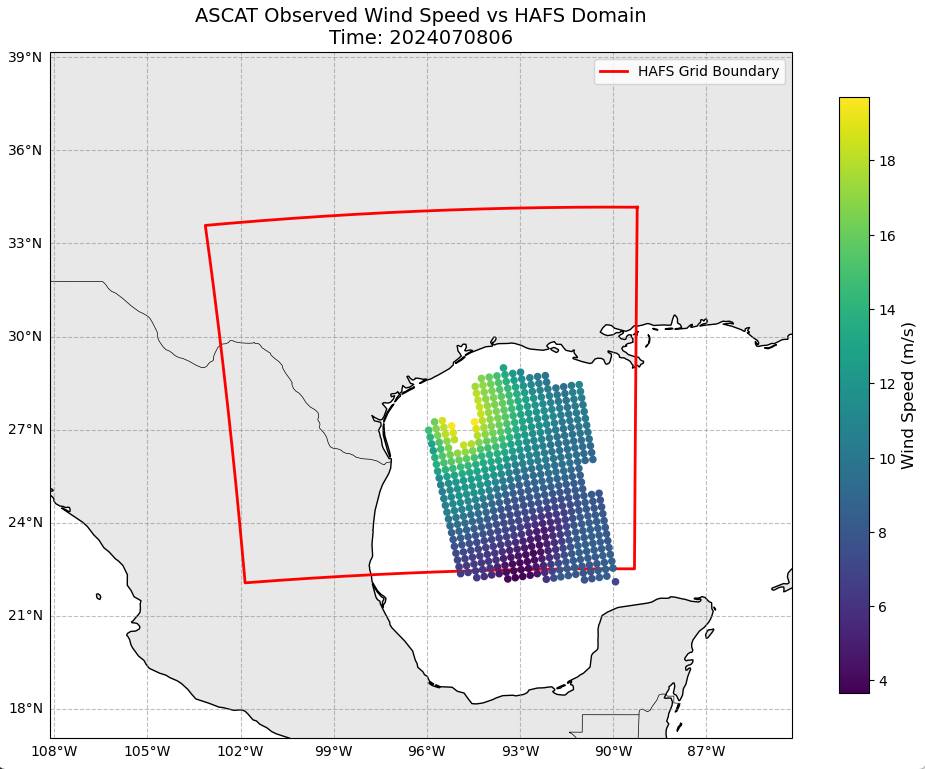 ASCAT Observed Wind Speed vs HAFS Domain
Time: 2024070806
HAFS Grid Boundary
39°N
36°N
33°N
30°N
27°N
24°N
21°N
18°N
108°W 105°W 102°W 99°W 96°W 93°W 90°W 87°W
18
16
14
12
10
8
6
4
Wind Speed (m/s)